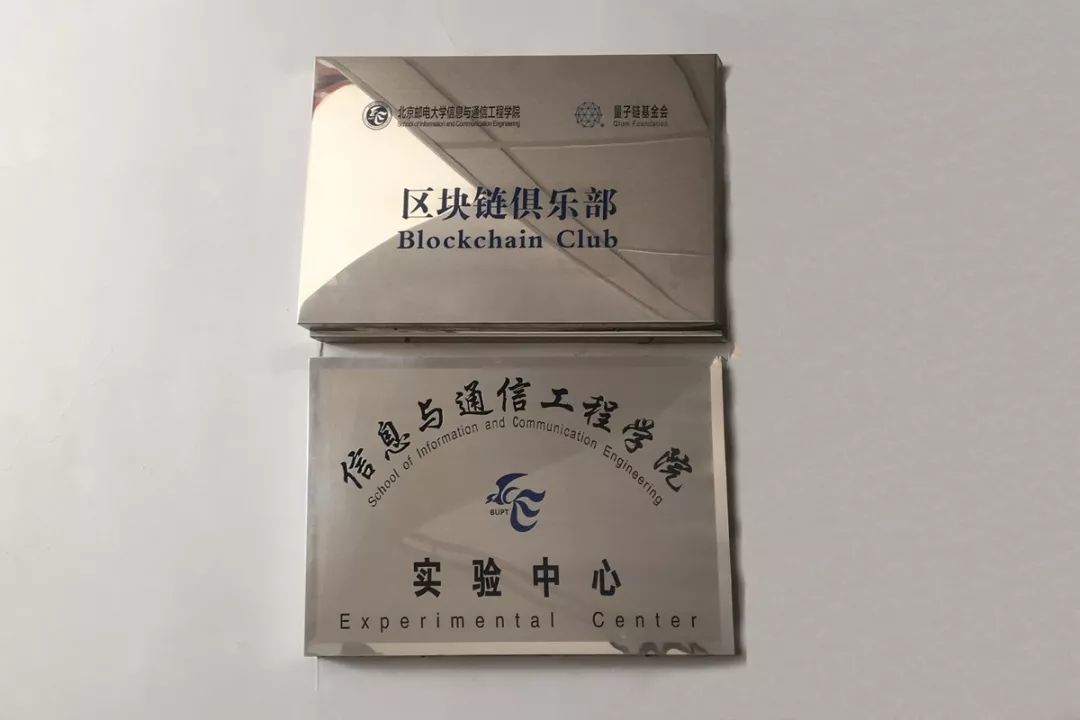 北京邮电大学信息与通信工程学院
School of Information and Communication Engineering
量子链基金会
Qtum Foundation
区块链俱乐部
Blockchain Club
信息与通信工程学院
School of Information and Communication Engineering
BUPT
实验中心
Experimental Center